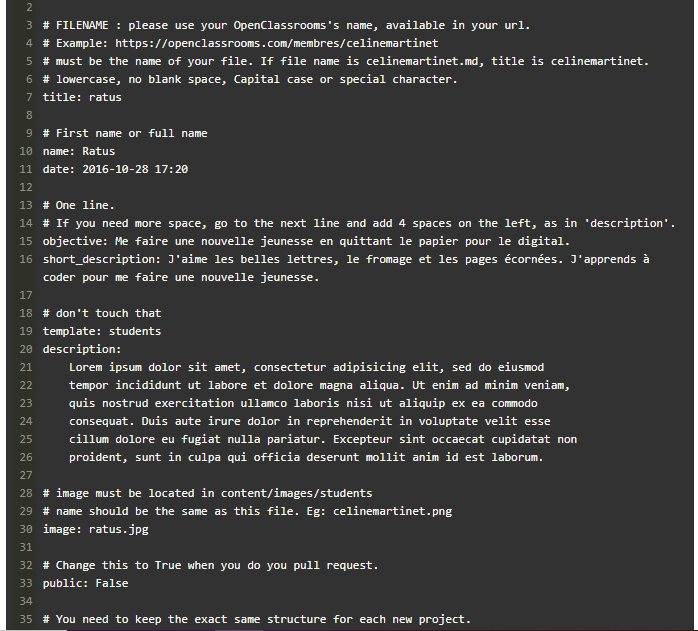 2
3 # FILENAME : please use your OpenClassrooms's name, available in your url.
4 # Example: https://openclassrooms.com/membres/celinemartinet
5 # must be the name of your file. If file name is celinemartinet.md, title is celinemartinet.
6 # lowercase, no blank space, Capital case or special character.
7 title: ratus
8
9 # First name or full name
10 name: Ratus
11 date: 2016-10-28 17:20
12
13 # One line.
14 # If you need more space, go to the next line and add 4 spaces on the left, as in 'description'.
15 objective: Me faire une nouvelle jeunesse en quittant le papier pour le digital.
16 short_description: J'aime les belles lettres, le fromage et les pages écornées. J'apprends à
coder pour me faire une nouvelle jeunesse.
17
18 # don't touch that
19 template: students
20 description:
21     Lorem ipsum dolor sit amet, consectetur adipisicing elit, sed do eiusmod
22     tempor incididunt ut labore et dolore magna aliqua. Ut enim ad minim veniam,
23     quis nostrud exercitation ullamco laboris nisi ut aliquip ex ea commodo
24     consequat. Duis aute irure dolor in reprehenderit in voluptate velit esse
25     cillum dolore eu fugiat nulla pariatur. Excepteur sint occaecat cupidatat non
26     proident, sunt in culpa qui officia deserunt mollit anim id est laborum.
27
28 # image must be located in content/images/students
29 # name should be the same as this file. Eg: celinemartinet.png
30 image: ratus.jpg
31
32 # Change this to True when you do you pull request.
33 public: False
34
35 # You need to keep the exact same structure for each new project.